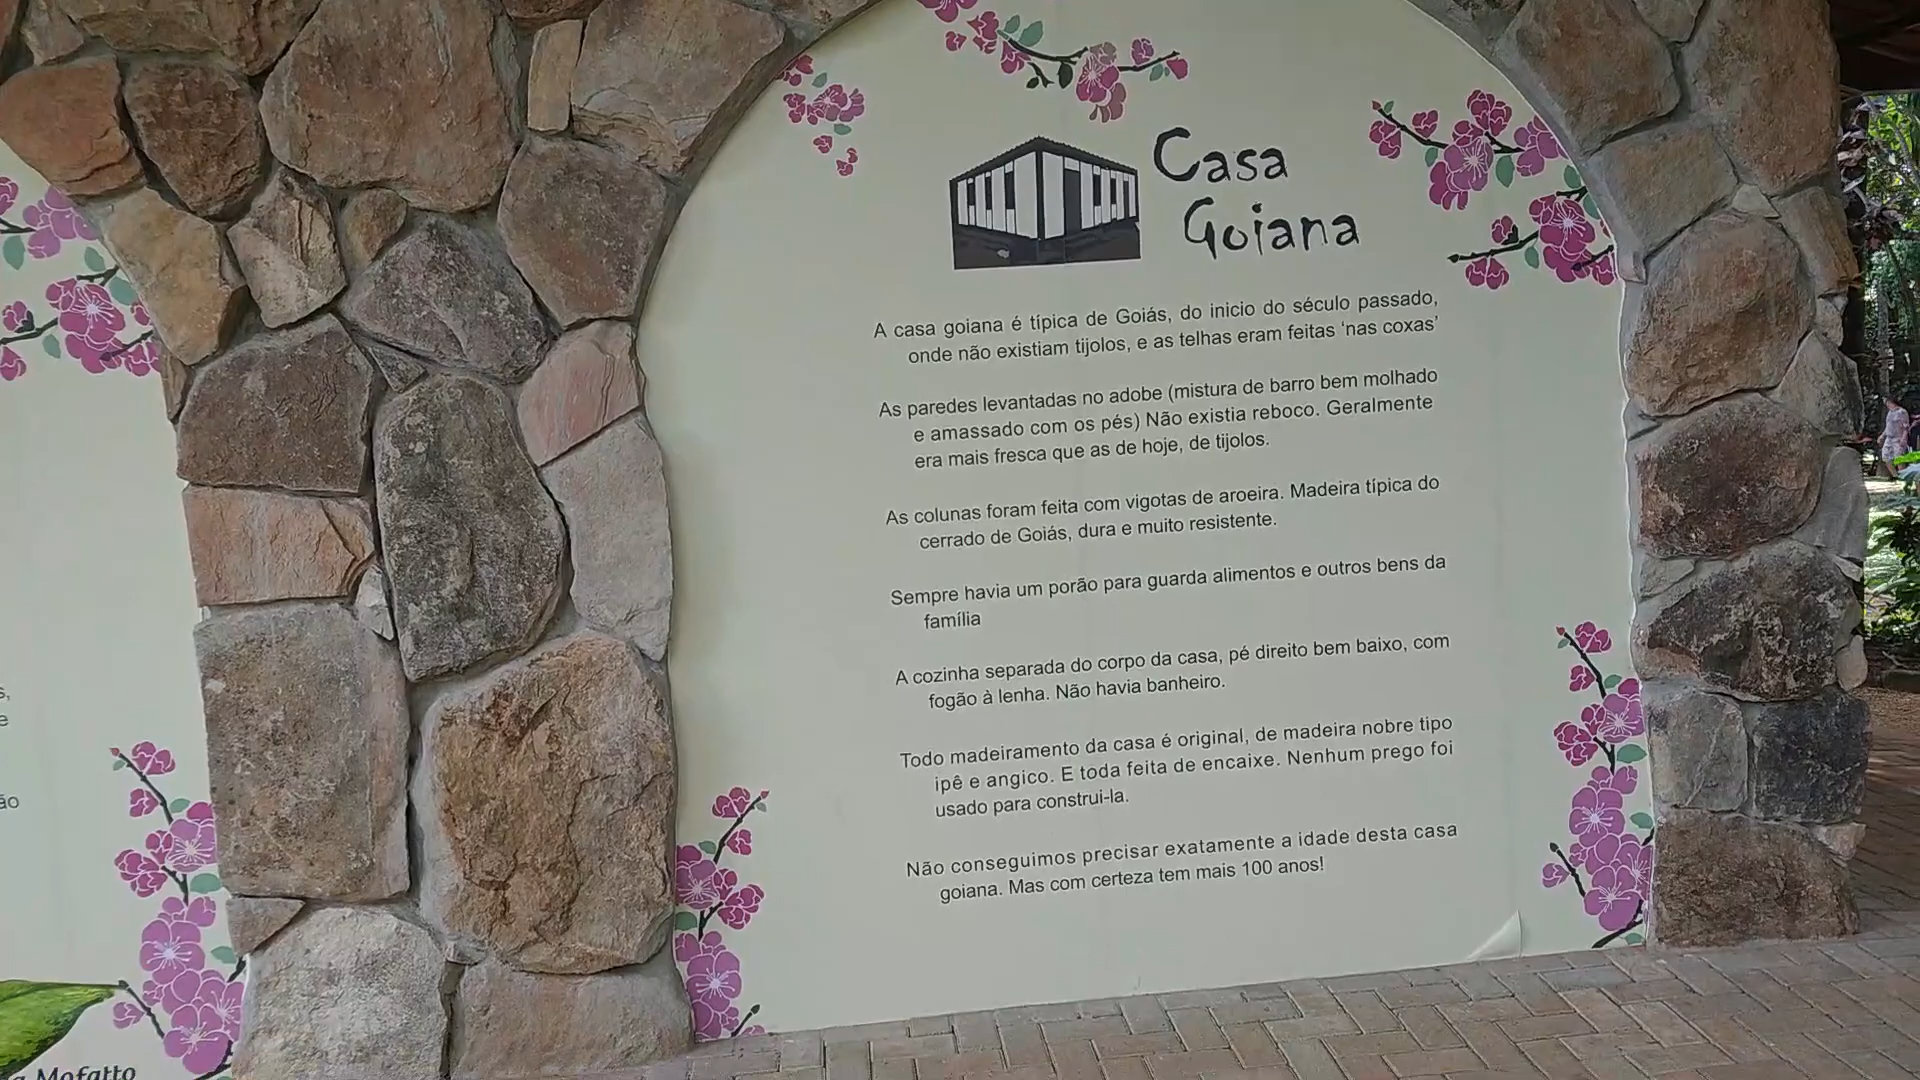 Casa
Goiana
A casa goiana é típica de Goiás, do inicio do século passado,
onde não existiam tijolos, e as telhas eram feitas 'nas coxas'
As paredes levantadas no adobe (mistura de barro bem molhado
e amassado com os pés) Não existia reboco. Geralmente
era mais fresca que as de hoje, de tijolos.
As colunas foram feita com vigotas de aroeira. Madeira típica do
cerrado de Goiás, dura e muito resistente.
Sempre havia um porão para guarda alimentos e outros bens da
família
A cozinha separada do corpo da casa, pé direito bem baixo, com
fogão à lenha. Não havia banheiro.
Todo madeiramento da casa é original, de madeira nobre tipo
ipê e angico. E toda feita de encaixe. Nenhum prego foi
usado para construi-la.
Não conseguimos precisar exatamente a idade desta casa
goiana. Mas com certeza tem mais 100 anos!
Mofatto